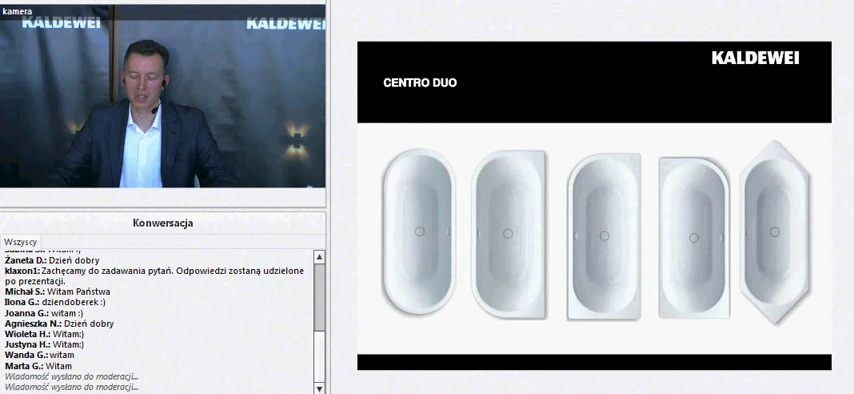 kamera
KALDEWEI
KALDEWEI
KALDEWEI
CENTRO DUO
Konwersacja
Wszyscy
Żaneta D.: Dzień dobry
klaxon1: Zachęcamy do zadawania pytań. Odpowiedzi zostaną udzielone
po prezentacji.
Michał S.: Witam Państwa
Ilona G.: dziendoberek :)
Joanna G.: witam :)
Agnieszka N.: Dzień dobry
Wioleta H.: Witam:)
Justyna H.: Witam:)
Wanda G.: witam
Marta G.: Witam
Wiadomość wysłano do moderacji...
Wiadomość wysłano do moderacji...